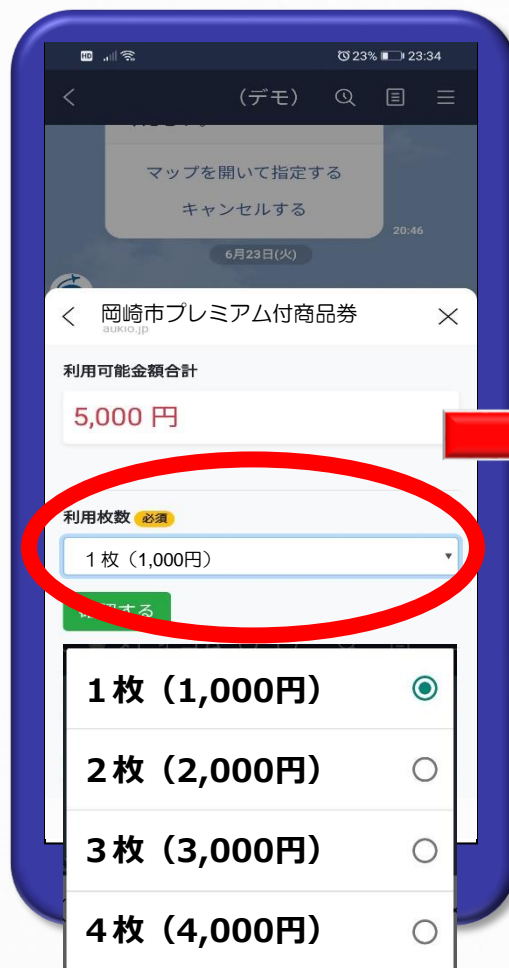 HD 23% 23:34
(デモ)
マップを開いて指定する
キャンセルする
20:46
6月23日(火)
岡崎市プレミアム付商品券
aukio.jp
利用可能金額合計
5,000 円
利用枚数 必須
1枚（1,000円）
する
1枚（1,000円）
2枚（2,000円）
3枚（3,000円）
4枚（4,000円）